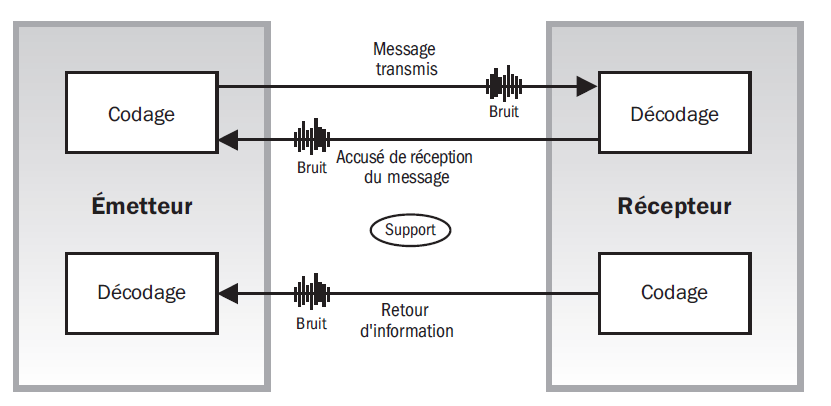 Message
transmis
Codage
Bruit
Décodage
Bruit
Accusé de réception
du message
Émetteur
Récepteur
Support
Décodage
Codage
Bruit
Retour
d'information